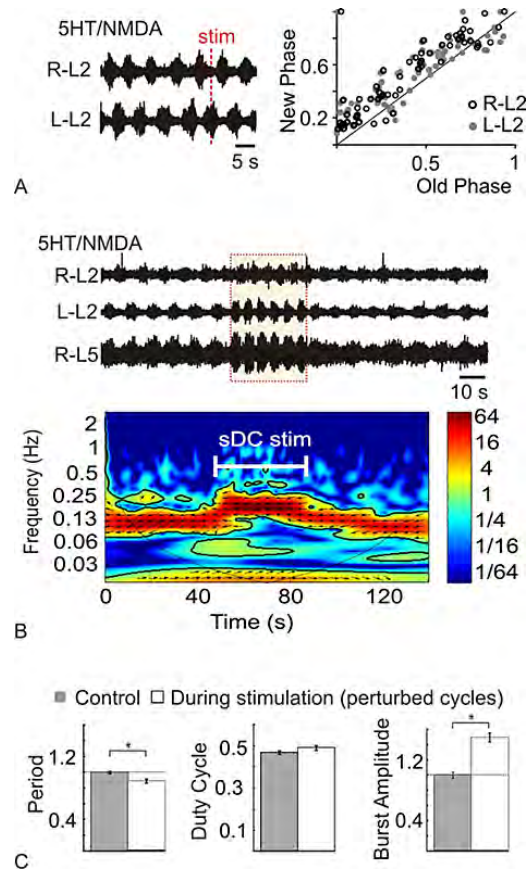 5HT/NMDA
stim
R-L2
L-L2
5 s
New Phase
0.6
0.2
0.5
1
Old Phase
R-L2
L-L2
A
5HT/NMDA
R-L2
L-L2
R-L5
10 s
Frequency (Hz)
2
1
0.5
0.25
0.13
0.06
0.03
sDC stim
64
16
4
1
1/4
1/16
1/64
0
40
80
120
Time (s)
B
Control
During stimulation (perturbed cycles)
Period
1.2
0.4
*
Duty Cycle
0.5
0.3
0.1
Burst Amplitude
1.2
0.4
*
C